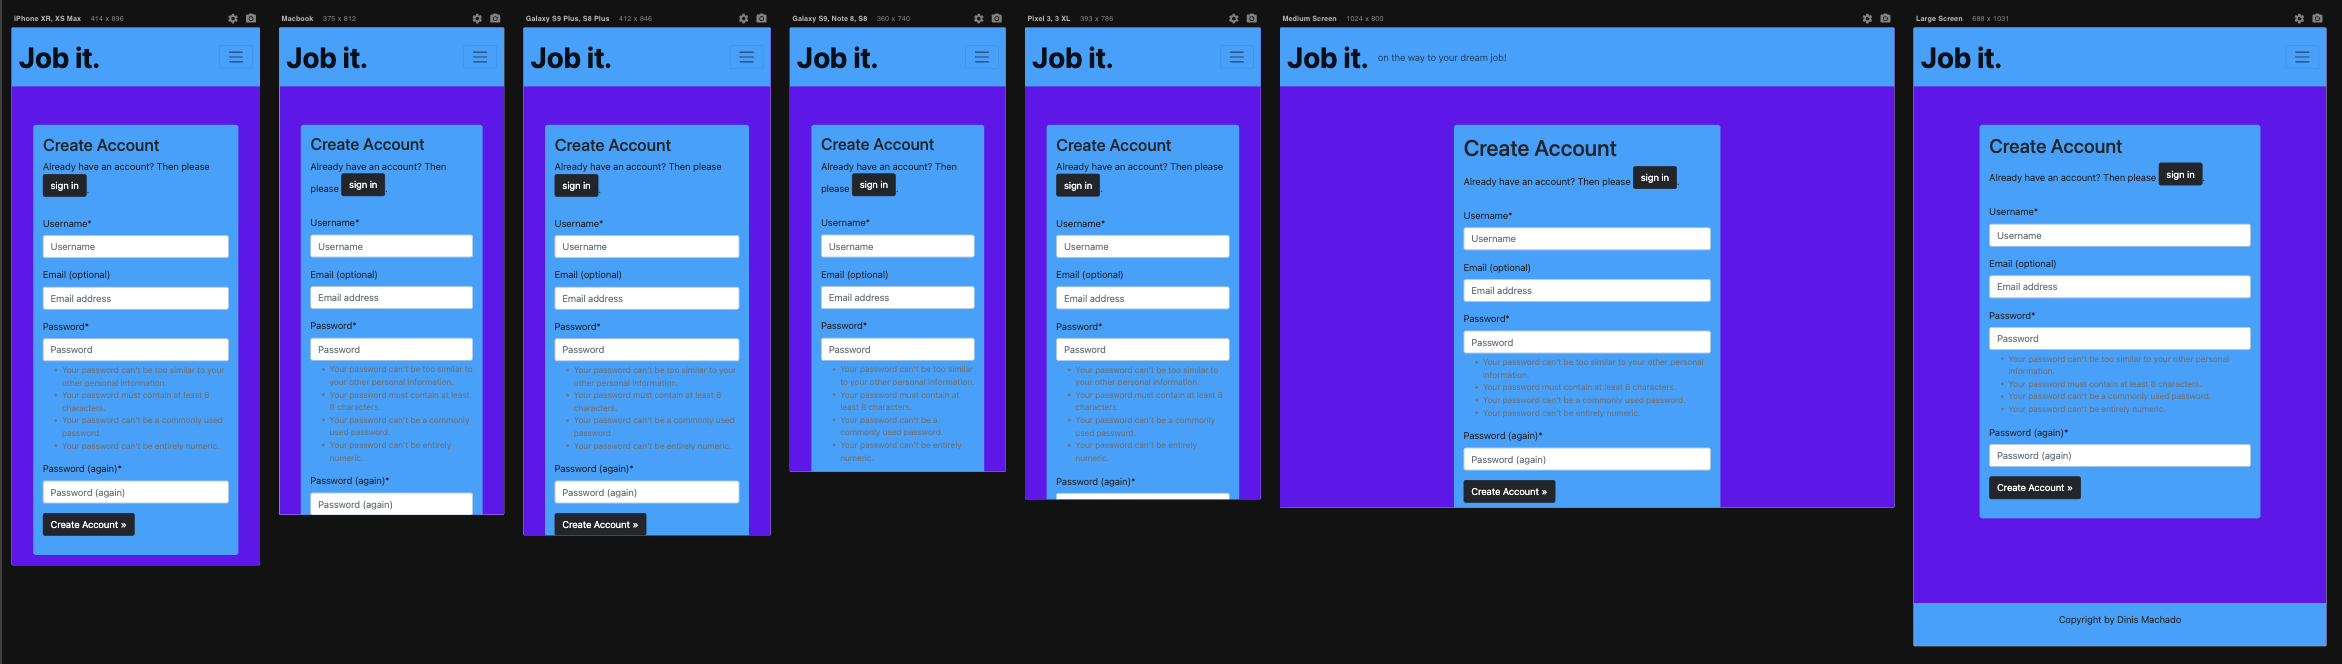 iPhone XR, XS Max 414 x 896
Job it.
Create Account
Already have an account? Then please
sign in.
Username*
Username
Email (optional)
Email address
Password*
Password
• Your password can't be too similar to your
other personal information.
• Your password must contain at least 8
characters.
• Your password can't be a commonly used
password.
• Your password can't be entirely numeric.
Password (again)*
Password (again)
Create Account »
Macbook 375 x 812
Job it.
Create Account
Already have an account? Then
please sign in.
Username*
Username
Email (optional)
Email address
Password*
Password
• Your password can't be too similar to
your other personal information.
• Your password must contain at least
8 characters.
• Your password can't be a commonly
used password.
• Your password can't be entirely
numeric.
Password (again)*
Password (again)
Galaxy S9 Plus, S8 Plus 412 x 846
Job it.
Create Account
Already have an account? Then please
sign in.
Username*
Username
Email (optional)
Email address
Password*
Password
• Your password can't be too similar to your
other personal information.
• Your password must contain at least 8
characters.
• Your password can't be a commonly used
password.
• Your password can't be entirely numeric.
Password (again)*
Password (again)
Create Account »
Galaxy S9, Note 8, S8 360 x 740
Job it.
Create Account
Already have an account? Then
please sign in.
Username*
Username
Email (optional)
Email address
Password*
Password
• Your password can't be too similar
to your other personal information.
• Your password must contain at
least 8 characters.
• Your password can't be a
commonly used password.
• Your password can't be entirely
numeric.
Pixel 3, 3 XL 393 x 786
Job it.
Create Account
Already have an account? Then please
sign in.
Username*
Username
Email (optional)
Email address
Password*
Password
• Your password can't be too similar to
your other personal information.
• Your password must contain at least 8
characters.
• Your password can't be a commonly
used password.
• Your password can't be entirely
numeric.
Password (again)*
Medium Screen 1024 x 800
Job it. on the way to your dream job!
Create Account
Already have an account? Then please sign in.
Username*
Username
Email (optional)
Email address
Password*
Password
• Your password can't be too similar to your other personal
information.
• Your password must contain at least 8 characters.
• Your password can't be a commonly used password.
• Your password can't be entirely numeric.
Password (again)*
Password (again)
Create Account »
Large Screen 688 x 1031
Job it.
Create Account
Already have an account? Then please sign in.
Username*
Username
Email (optional)
Email address
Password*
Password
• Your password can't be too similar to your other personal
information.
• Your password must contain at least 8 characters.
• Your password can't be a commonly used password.
• Your password can't be entirely numeric.
Password (again)*
Password (again)
Create Account »
Copyright by Dinis Machado